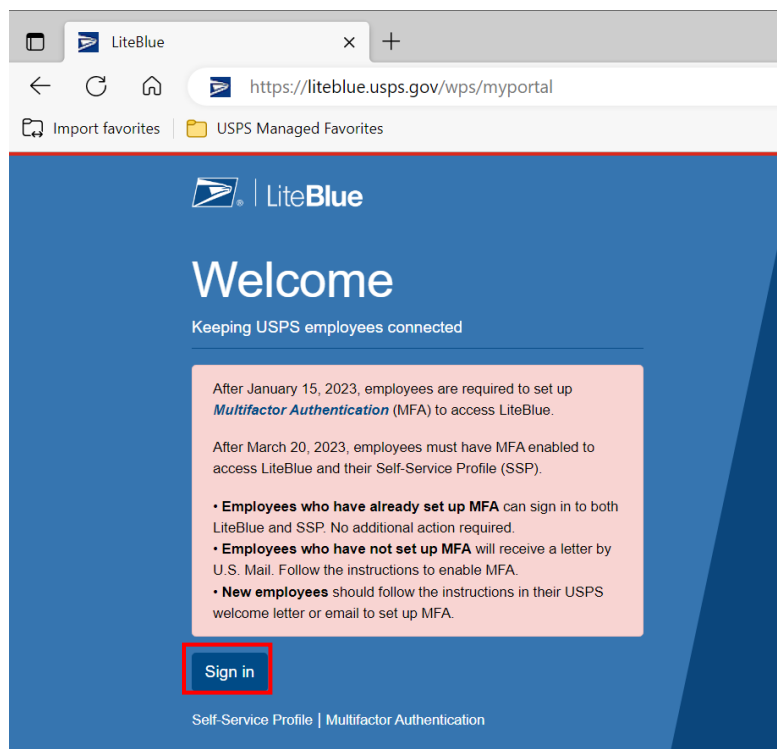 LiteBlue
https://liteblue.usps.gov/wps/myportal
Import favorites
USPS Managed Favorites
LiteBlue
Welcome
Keeping USPS employees connected
After January 15, 2023, employees are required to set up
Multifactor Authentication (MFA) to access LiteBlue.
After March 20, 2023, employees must have MFA enabled to
access LiteBlue and their Self-Service Profile (SSP).
• Employees who have already set up MFA can sign in to both
LiteBlue and SSP. No additional action required.
• Employees who have not set up MFA will receive a letter by
U.S. Mail. Follow the instructions to enable MFA.
• New employees should follow the instructions in their USPS
welcome letter or email to set up MFA.
Sign in
Self-Service Profile | Multifactor Authentication